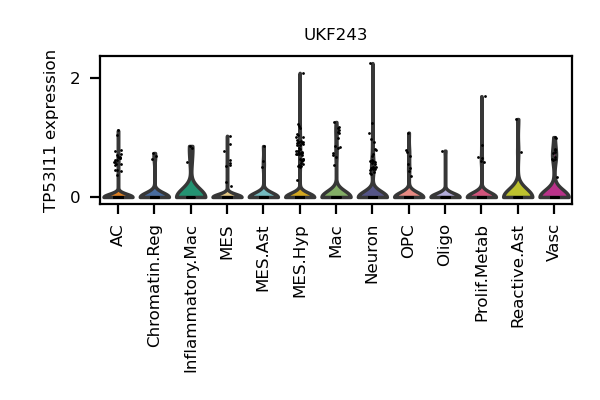 UKF243
TP53I11 expression
2
0
AC
Chromatin.Reg
Inflammatory.Mac
MES
MES.Ast
MES.Hyp
Mac
Neuron
OPC
Oligo
Prolif.Metab
Reactive.Ast
Vasc